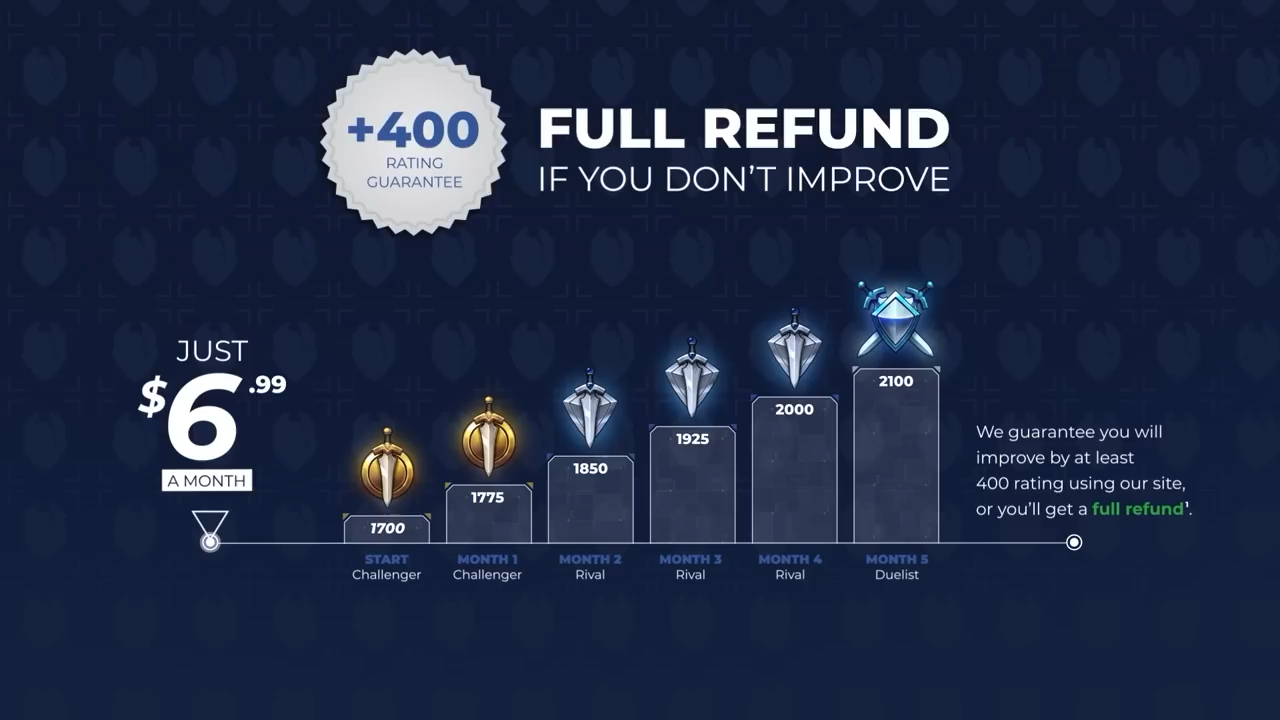 +400
RATING
GUARANTEE
FULL REFUND
IF YOU DON'T IMPROVE
JUST
$6.99
A MONTH
1700
1775
1850
1925
2000
2100
START
Challenger
MONTH 1
Challenger
MONTH 2
Rival
MONTH 3
Rival
MONTH 4
Rival
MONTH 5
Duelist
We guarantee you will
improve by at least
400 rating using our site,
or you'll get a full refund¹.